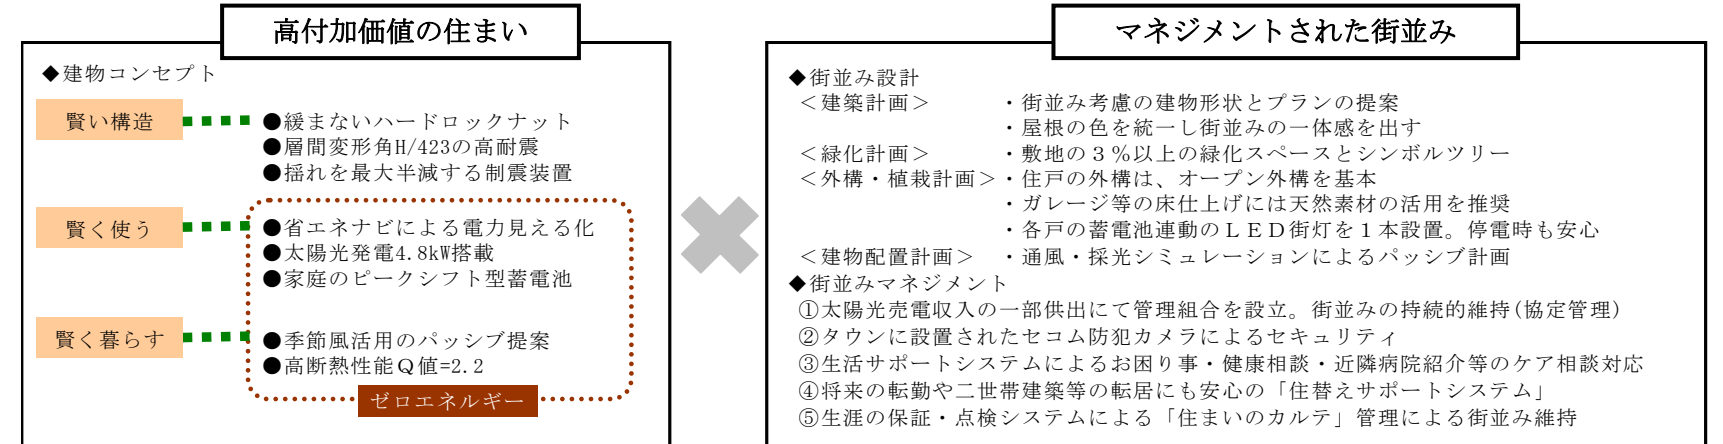 高付加価値の住まい
◆建物コンセプト
賢い構造
●緩まないハードロックナット
●層間変形角H/423の高耐震
●揺れを最大半減する制震装置
賢く使う
●省エネナビによる電力見える化
●太陽光発電4.8kW搭載
●家庭のピークシフト型蓄電池
賢く暮らす
●季節風活用のパッシブ提案
●高断熱性能Q値=2.2
ゼロエネルギー
マネジメントされた街並み
◆街並み設計
＜建築計画＞ ・街並み考慮の建物形状とプランの提案
・屋根の色を統一し街並みの一体感を出す
＜緑化計画＞ ・敷地の３％以上の緑化スペースとシンボルツリー
＜外構・植栽計画＞・住戸の外構は、オープン外構を基本
・ガレージ等の床仕上げには天然素材の活用を推奨
・各戸の蓄電池連動のＬＥＤ街灯を１本設置。停電時も安心
＜建物配置計画＞ ・通風・採光シミュレーションによるパッシブ計画
◆街並みマネジメント
①太陽光売電収入の一部供出にて管理組合を設立。街並みの持続的維持(協定管理)
②タウンに設置されたセコム防犯カメラによるセキュリティ
③生活サポートシステムによるお困り事・健康相談・近隣病院紹介等のケア相談対応
④将来の転勤や二世帯建築等の転居にも安心の「住替えサポートシステム」
⑤生涯の保証・点検システムによる「住まいのカルテ」管理による街並み維持